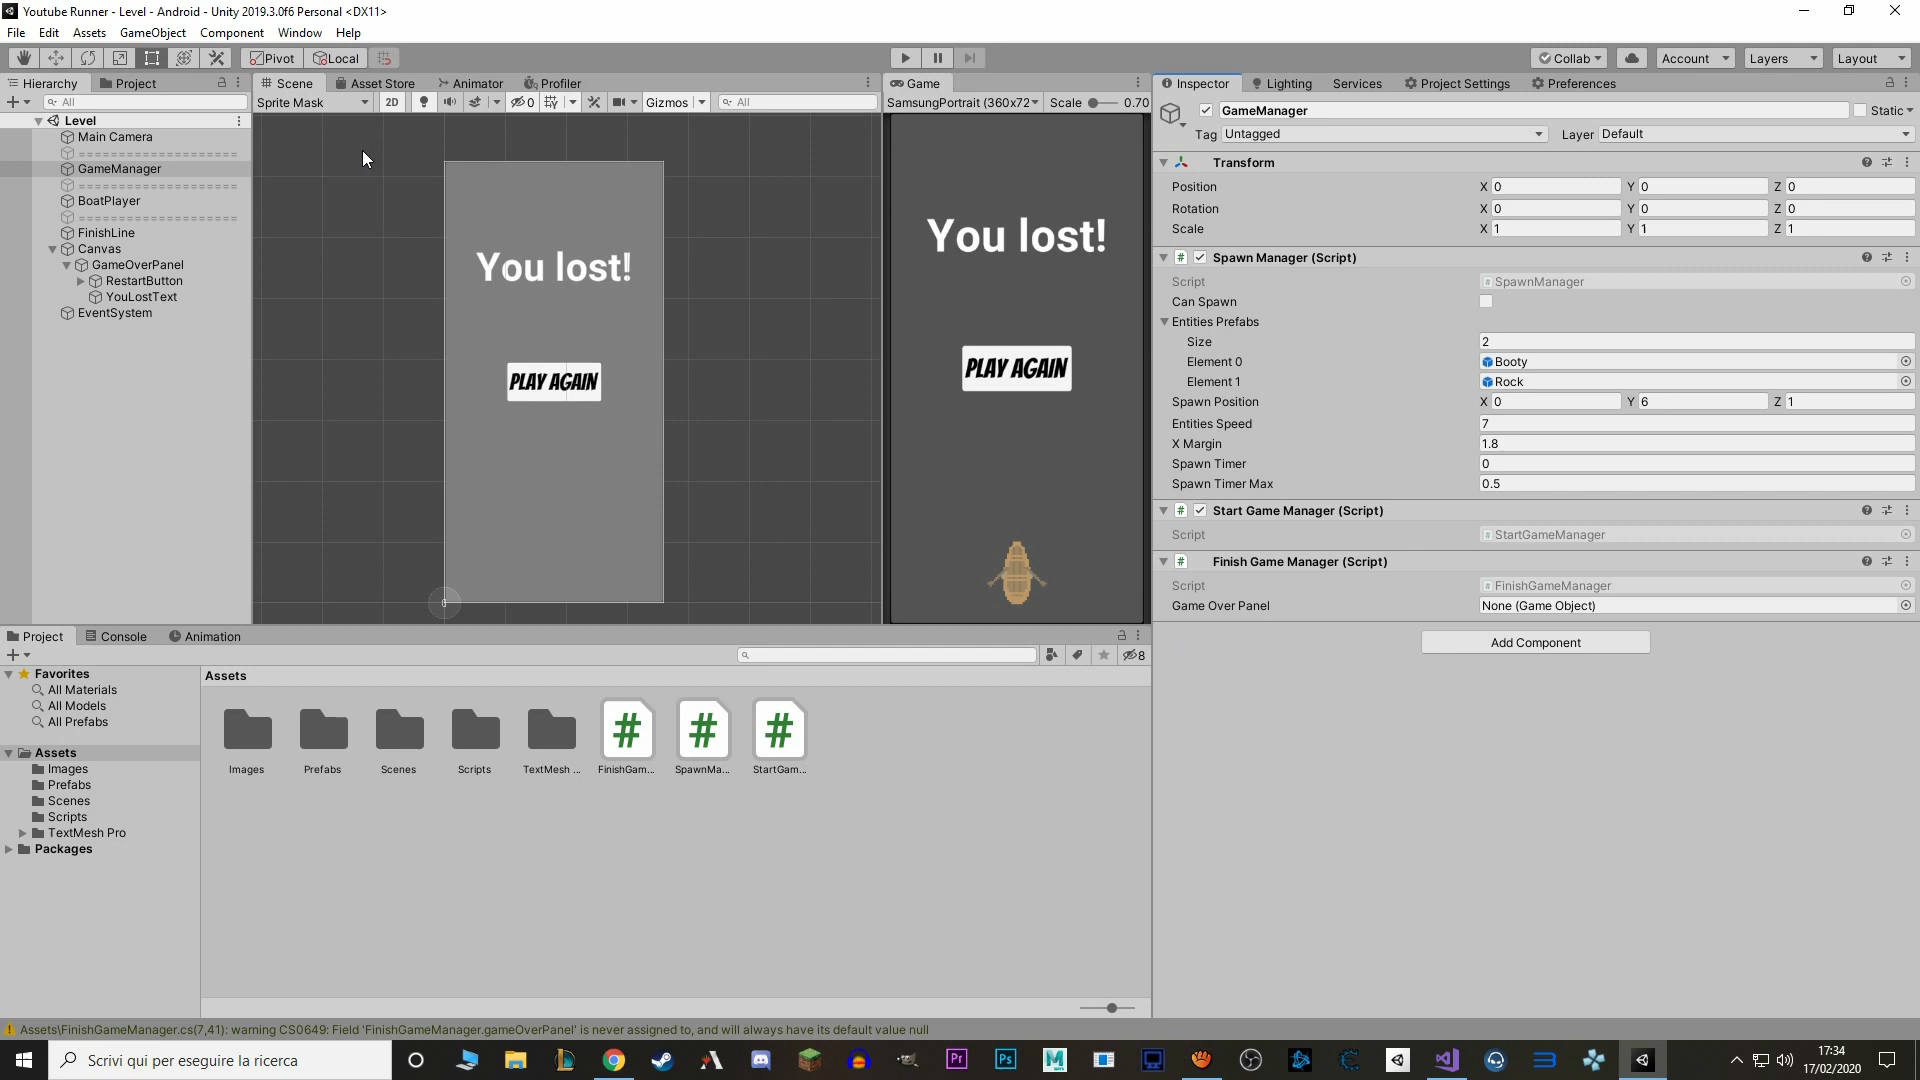 Youtube Runner - Level - Android - Unity 2019.3.0f6 Personal <DX11>
File Edit Assets GameObject Component Window Help
Pivot Local Collab Account Layers Layout
Hierarchy Project Scene Asset Store Animator Profiler Game Inspector Lighting Services Project Settings Preferences
All Sprite Mask 2D 0 Gizmos All SamsungPortrait (360x72 Scale 0.70
Level
Main Camera
====================
GameManager
====================
BoatPlayer
====================
FinishLine
Canvas
GameOverPanel
RestartButton
YouLostText
EventSystem
You lost!
PLAY AGAIN
You lost!
PLAY AGAIN
GameManager Static
Tag Untagged Layer Default
Transform
Position X 0 Y 0 Z 0
Rotation X 0 Y 0 Z 0
Scale X 1 Y 1 Z 1
# Spawn Manager (Script)
Script SpawnManager
Can Spawn
Entities Prefabs
Size 2
Element 0 Booty
Element 1 Rock
Spawn Position X 0 Y 6 Z 1
Entities Speed 7
X Margin 1.8
Spawn Timer 0
Spawn Timer Max 0.5
# Start Game Manager (Script)
Script StartGameManager
# Finish Game Manager (Script)
Script FinishGameManager
Game Over Panel None (Game Object)
Add Component
Project Console Animation
8
Favorites
All Materials
All Models
All Prefabs
Assets
Images
Prefabs
Scenes
Scripts
TextMesh Pro
Packages
Assets
# # #
Images Prefabs Scenes Scripts TextMesh ... FinishGam... SpawnMa... StartGam...
Assets\FinishGameManager.cs(7,41): warning CS0649: Field 'FinishGameManager.gameOverPanel' is never assigned to, and will always have its default value null
Scrivi qui per eseguire la ricerca
Pr Ps M
17:34
17/02/2020